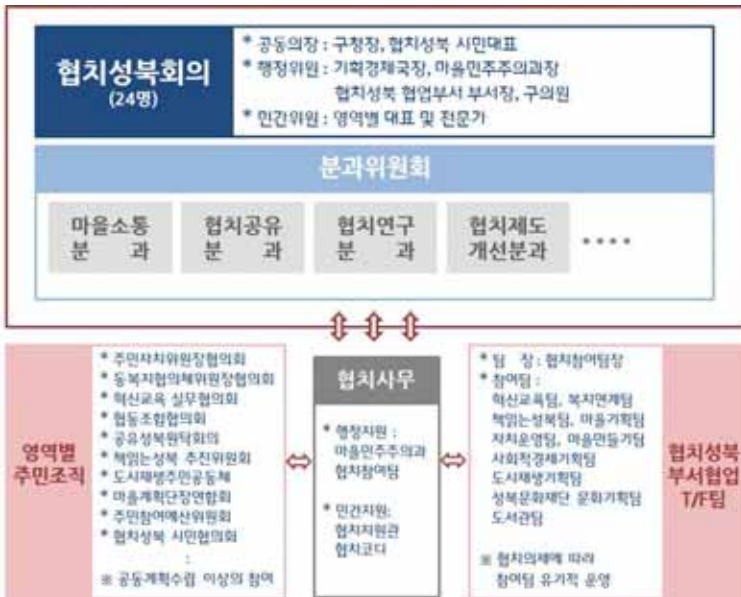 협치성북회의
(24명)
* 공동의장 : 구청장, 협치성북 시민대표
* 행정위원 : 기획경제국장, 마을민주주의과장
협치성북 협업부서 부서장, 구의원
* 민간위원 : 영역별 대표 및 전문가
분과위원회
마을소통
분 과
협치공유
분 과
협치연구
분 과
협치제도
개선분과
••••
영역별
주민조직
* 주민자치위원장협의회
* 동복지협의체위원장협의회
* 혁신교육 실무협의회
* 협동조합협의회
* 공유성북원탁회의
* 책읽는성북 추진위원회
* 도시재생주민공동체
* 마을계획단장연합회
* 주민참여예산위원회
* 협치성북 시민협의회
:
※ 공동계획수립 이상의 참여
협치사무
* 행정지원 :
마을민주주의과
협치참여팀
* 민간지원:
협치지원관
협치코디
* 팀 장 : 협치참여팀장
* 참여팀 :
혁신교육팀, 복지연계팀
책읽는성북팀, 마을기획팀
자치운영팀, 마을만들기팀
사회적경제기획팀
도시재생기획팀
성북문화재단 문화기획팀
도서관팀
※ 협치의제에 따라
참여팀 유기적 운영
협치성북
부서협업
T/F팀